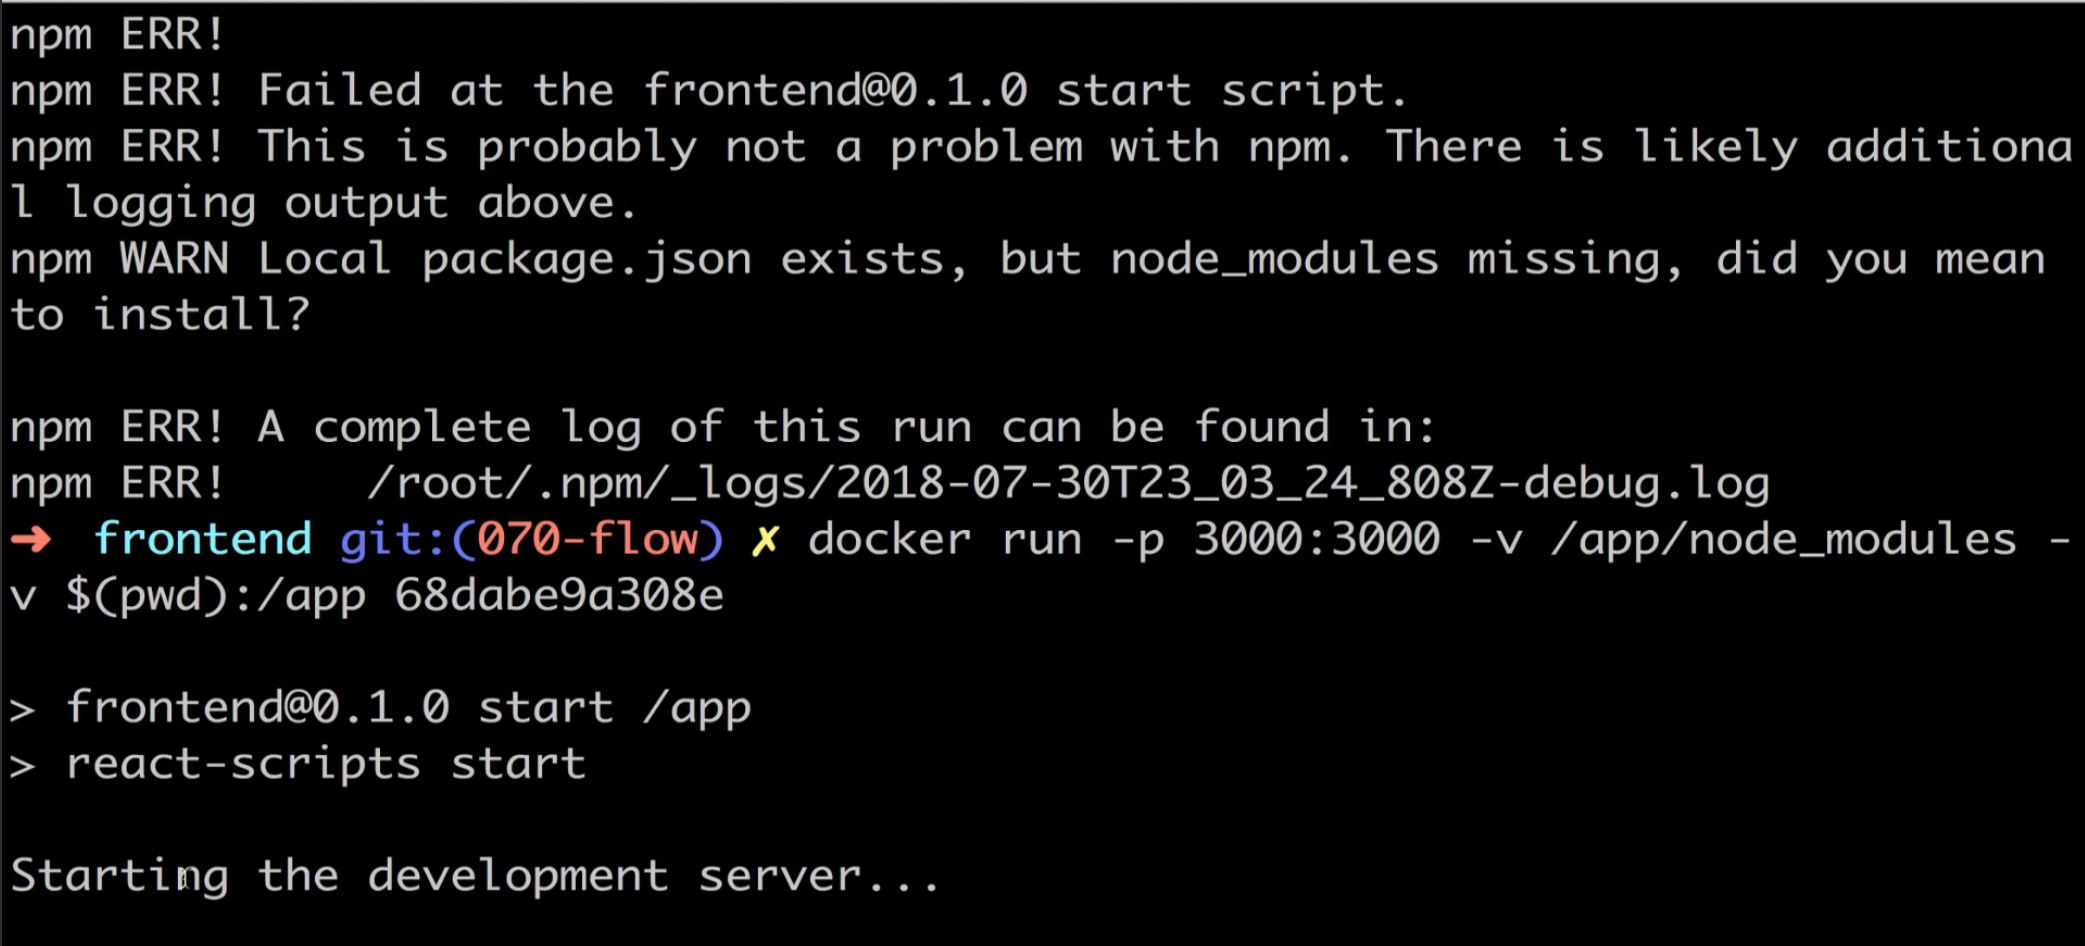 npm ERR!
npm ERR! Failed at the frontend@0.1.0 start script.
npm ERR! This is probably not a problem with npm. There is likely additiona
l logging output above.
npm WARN Local package.json exists, but node_modules missing, did you mean
to install?
npm ERR! A complete log of this run can be found in:
npm ERR!     /root/.npm/_logs/2018-07-30T23_03_24_808Z-debug.log
➜  frontend git:(070-flow) ✗ docker run -p 3000:3000 -v /app/node_modules -
v $(pwd):/app 68dabe9a308e
> frontend@0.1.0 start /app
> react-scripts start
Starting the development server...